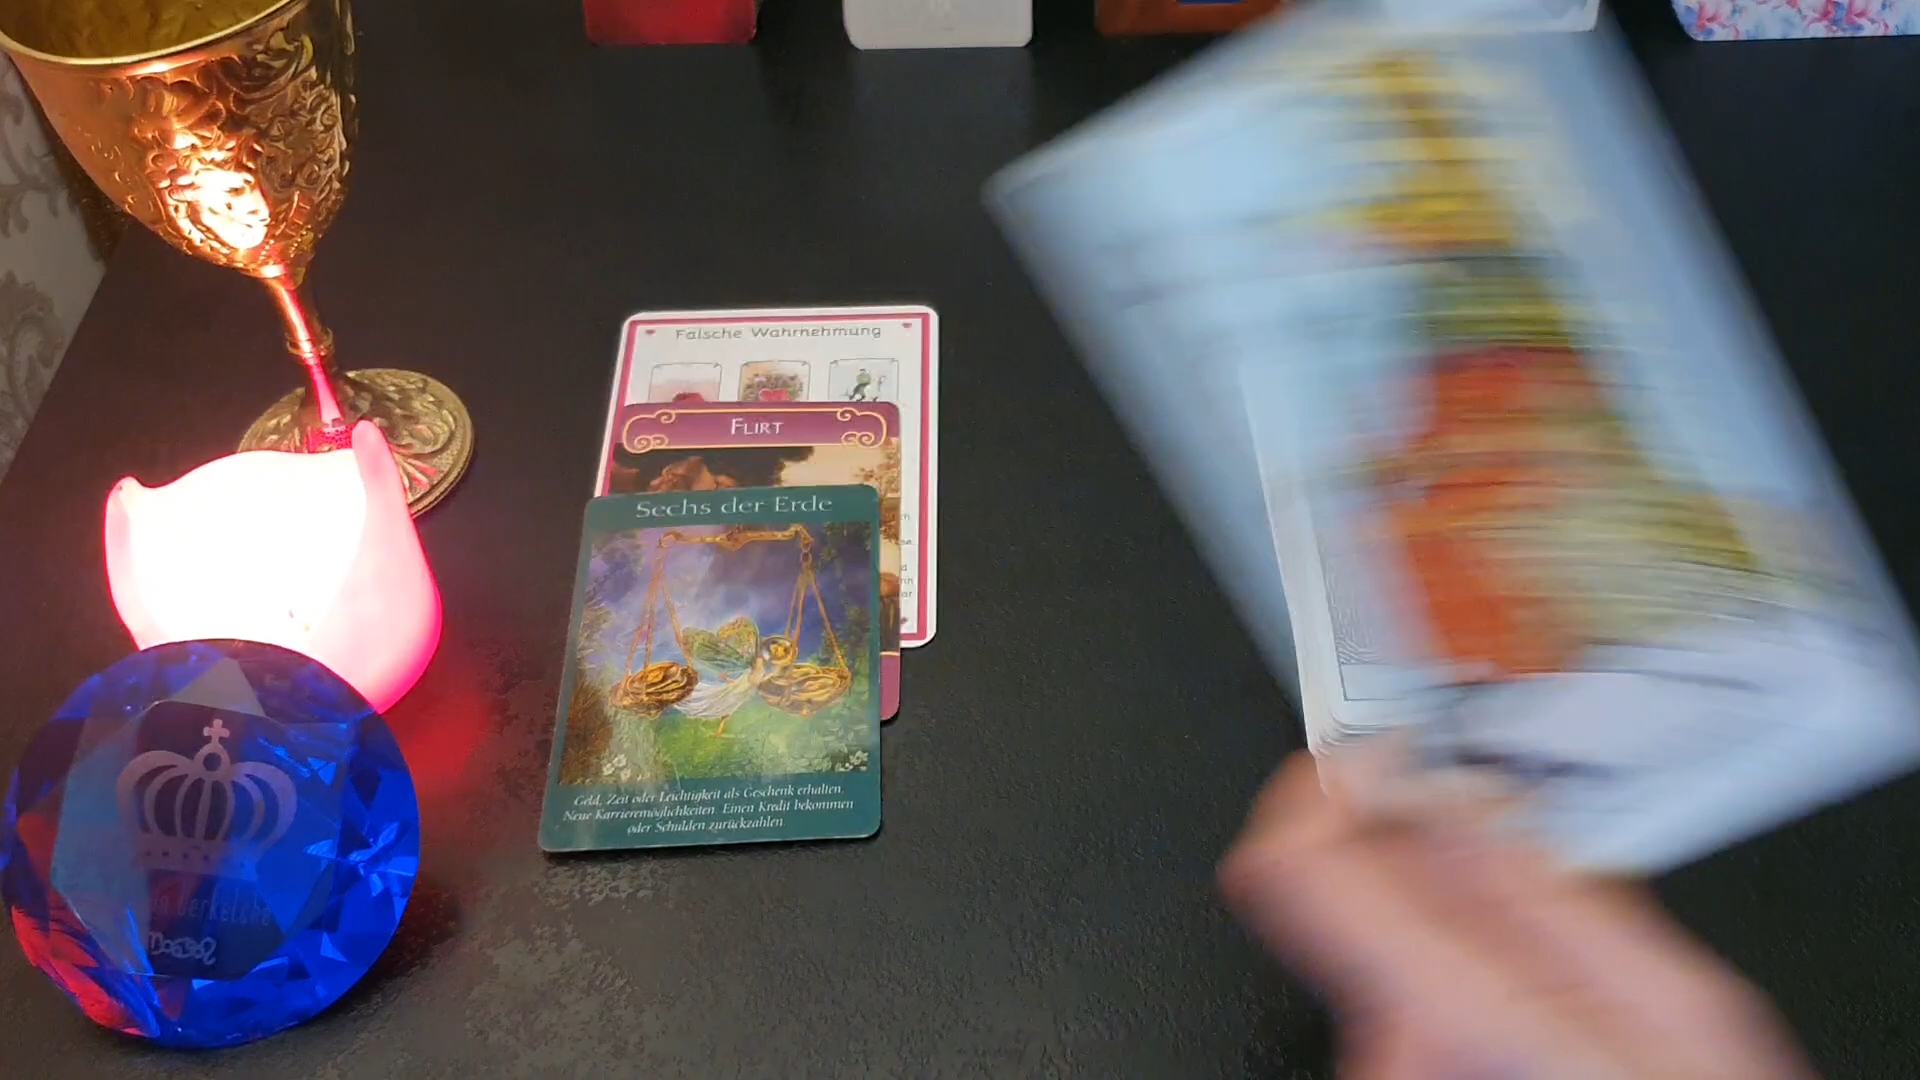 Falsche Wahrnehmung
FLIRT
Sechs der Erde
Geld, Zeit oder Leichtigkeit als Geschenk erhalten.
Neue Karrieremöglichkeiten. Einen Kredit bekommen
oder Schulden zurückzahlen.